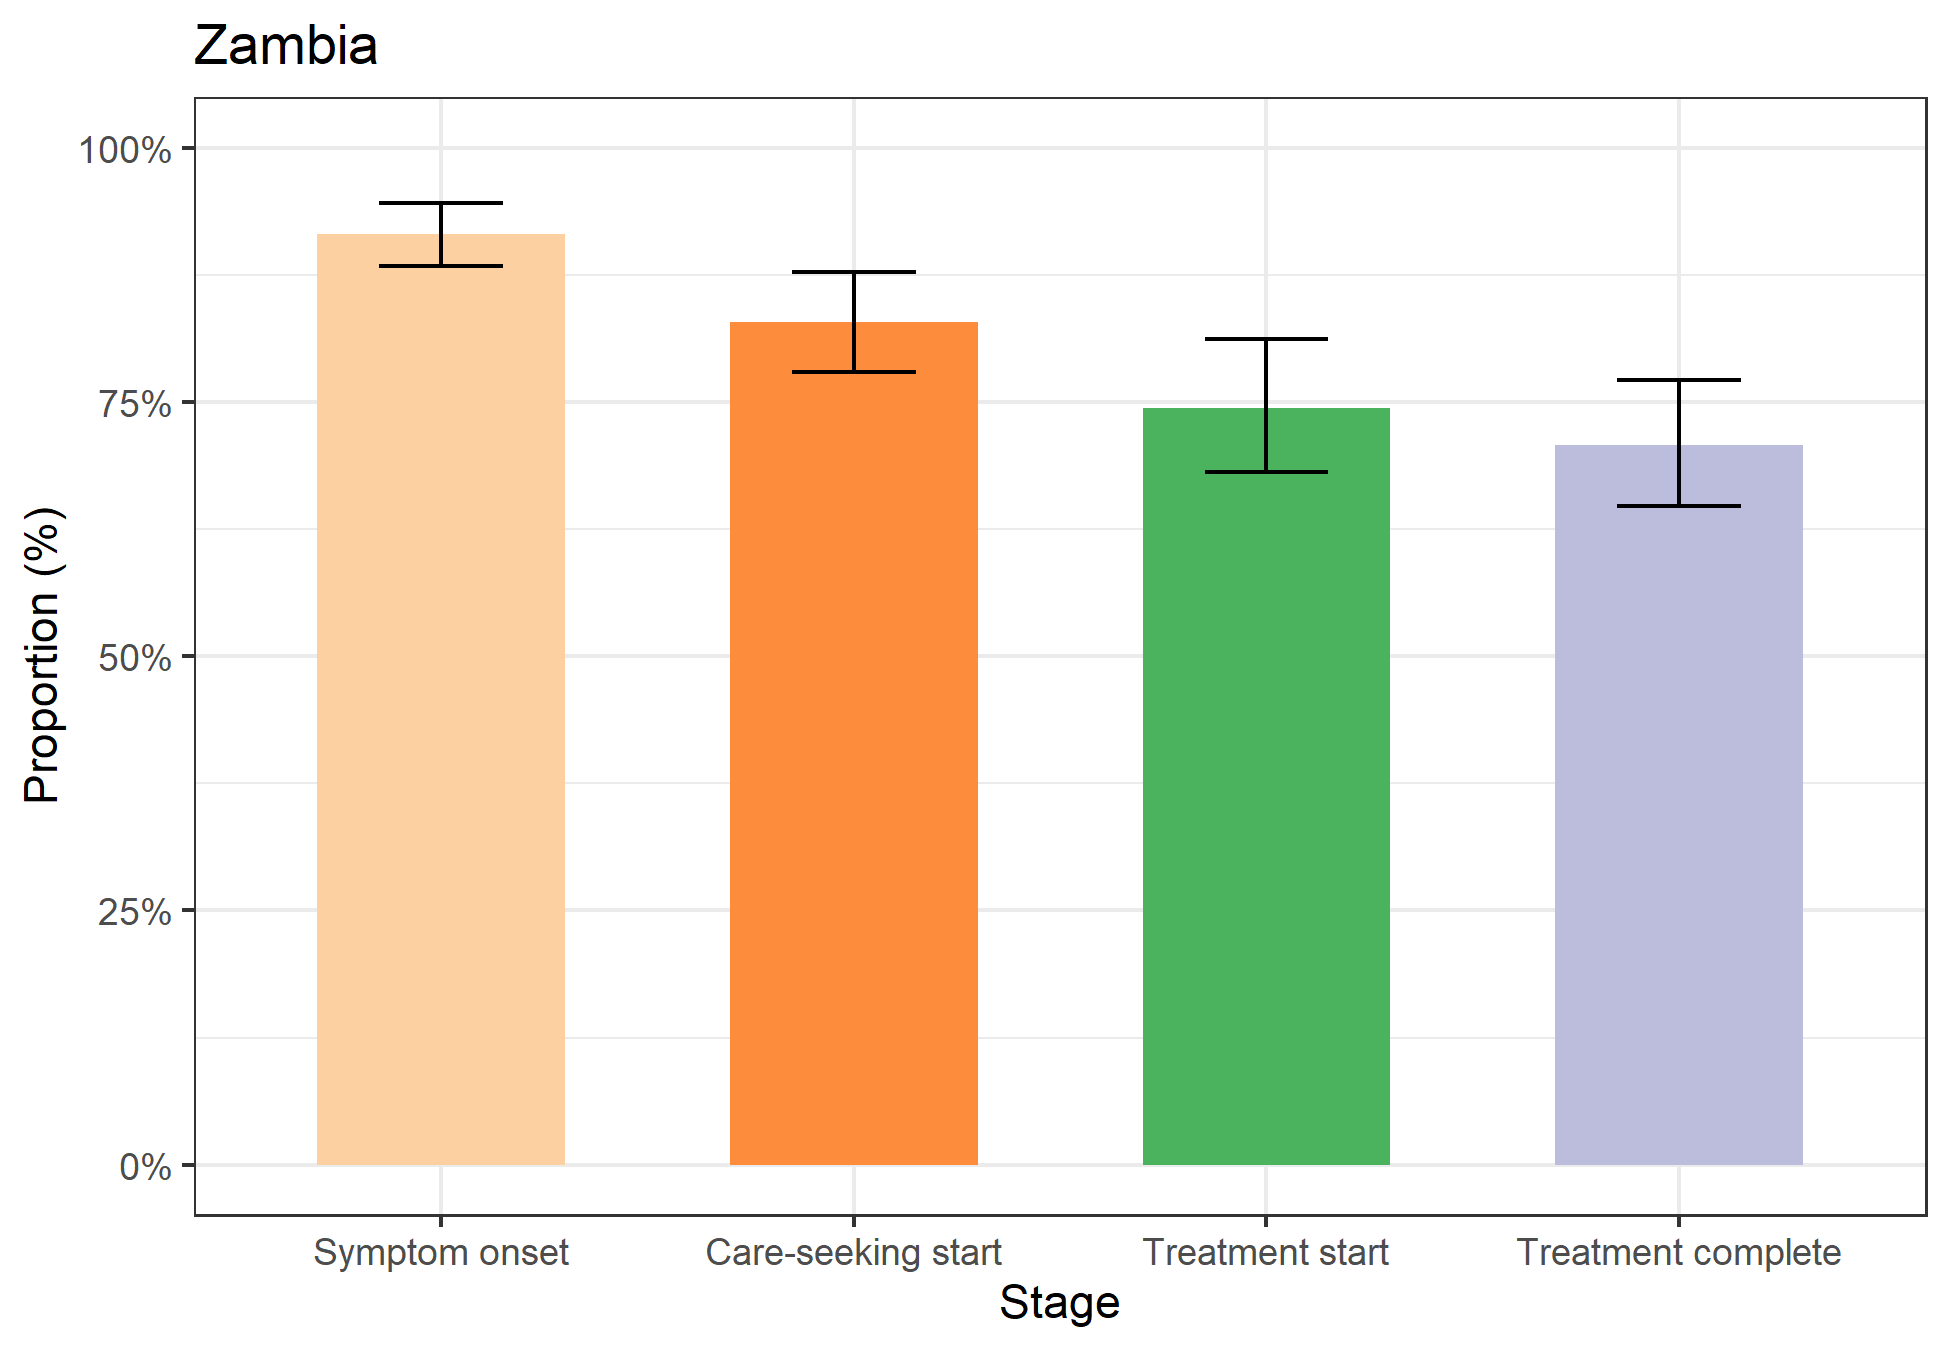 Zambia
100%
75%
50%
25%
0%
Proportion (%)
Symptom onset
Care-seeking start
Treatment start
Treatment complete
Stage